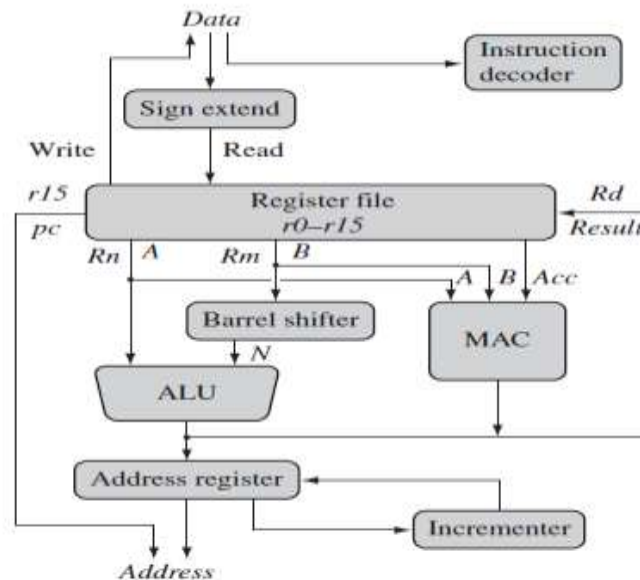 Data
Instruction
decoder
Sign extend
Write
Read
r15
pc
Register file
r0–r15
Rd
Result
Rn
A
Rm
B
A
B
Acc
Barrel shifter
MAC
N
ALU
Address register
Incrementer
Address